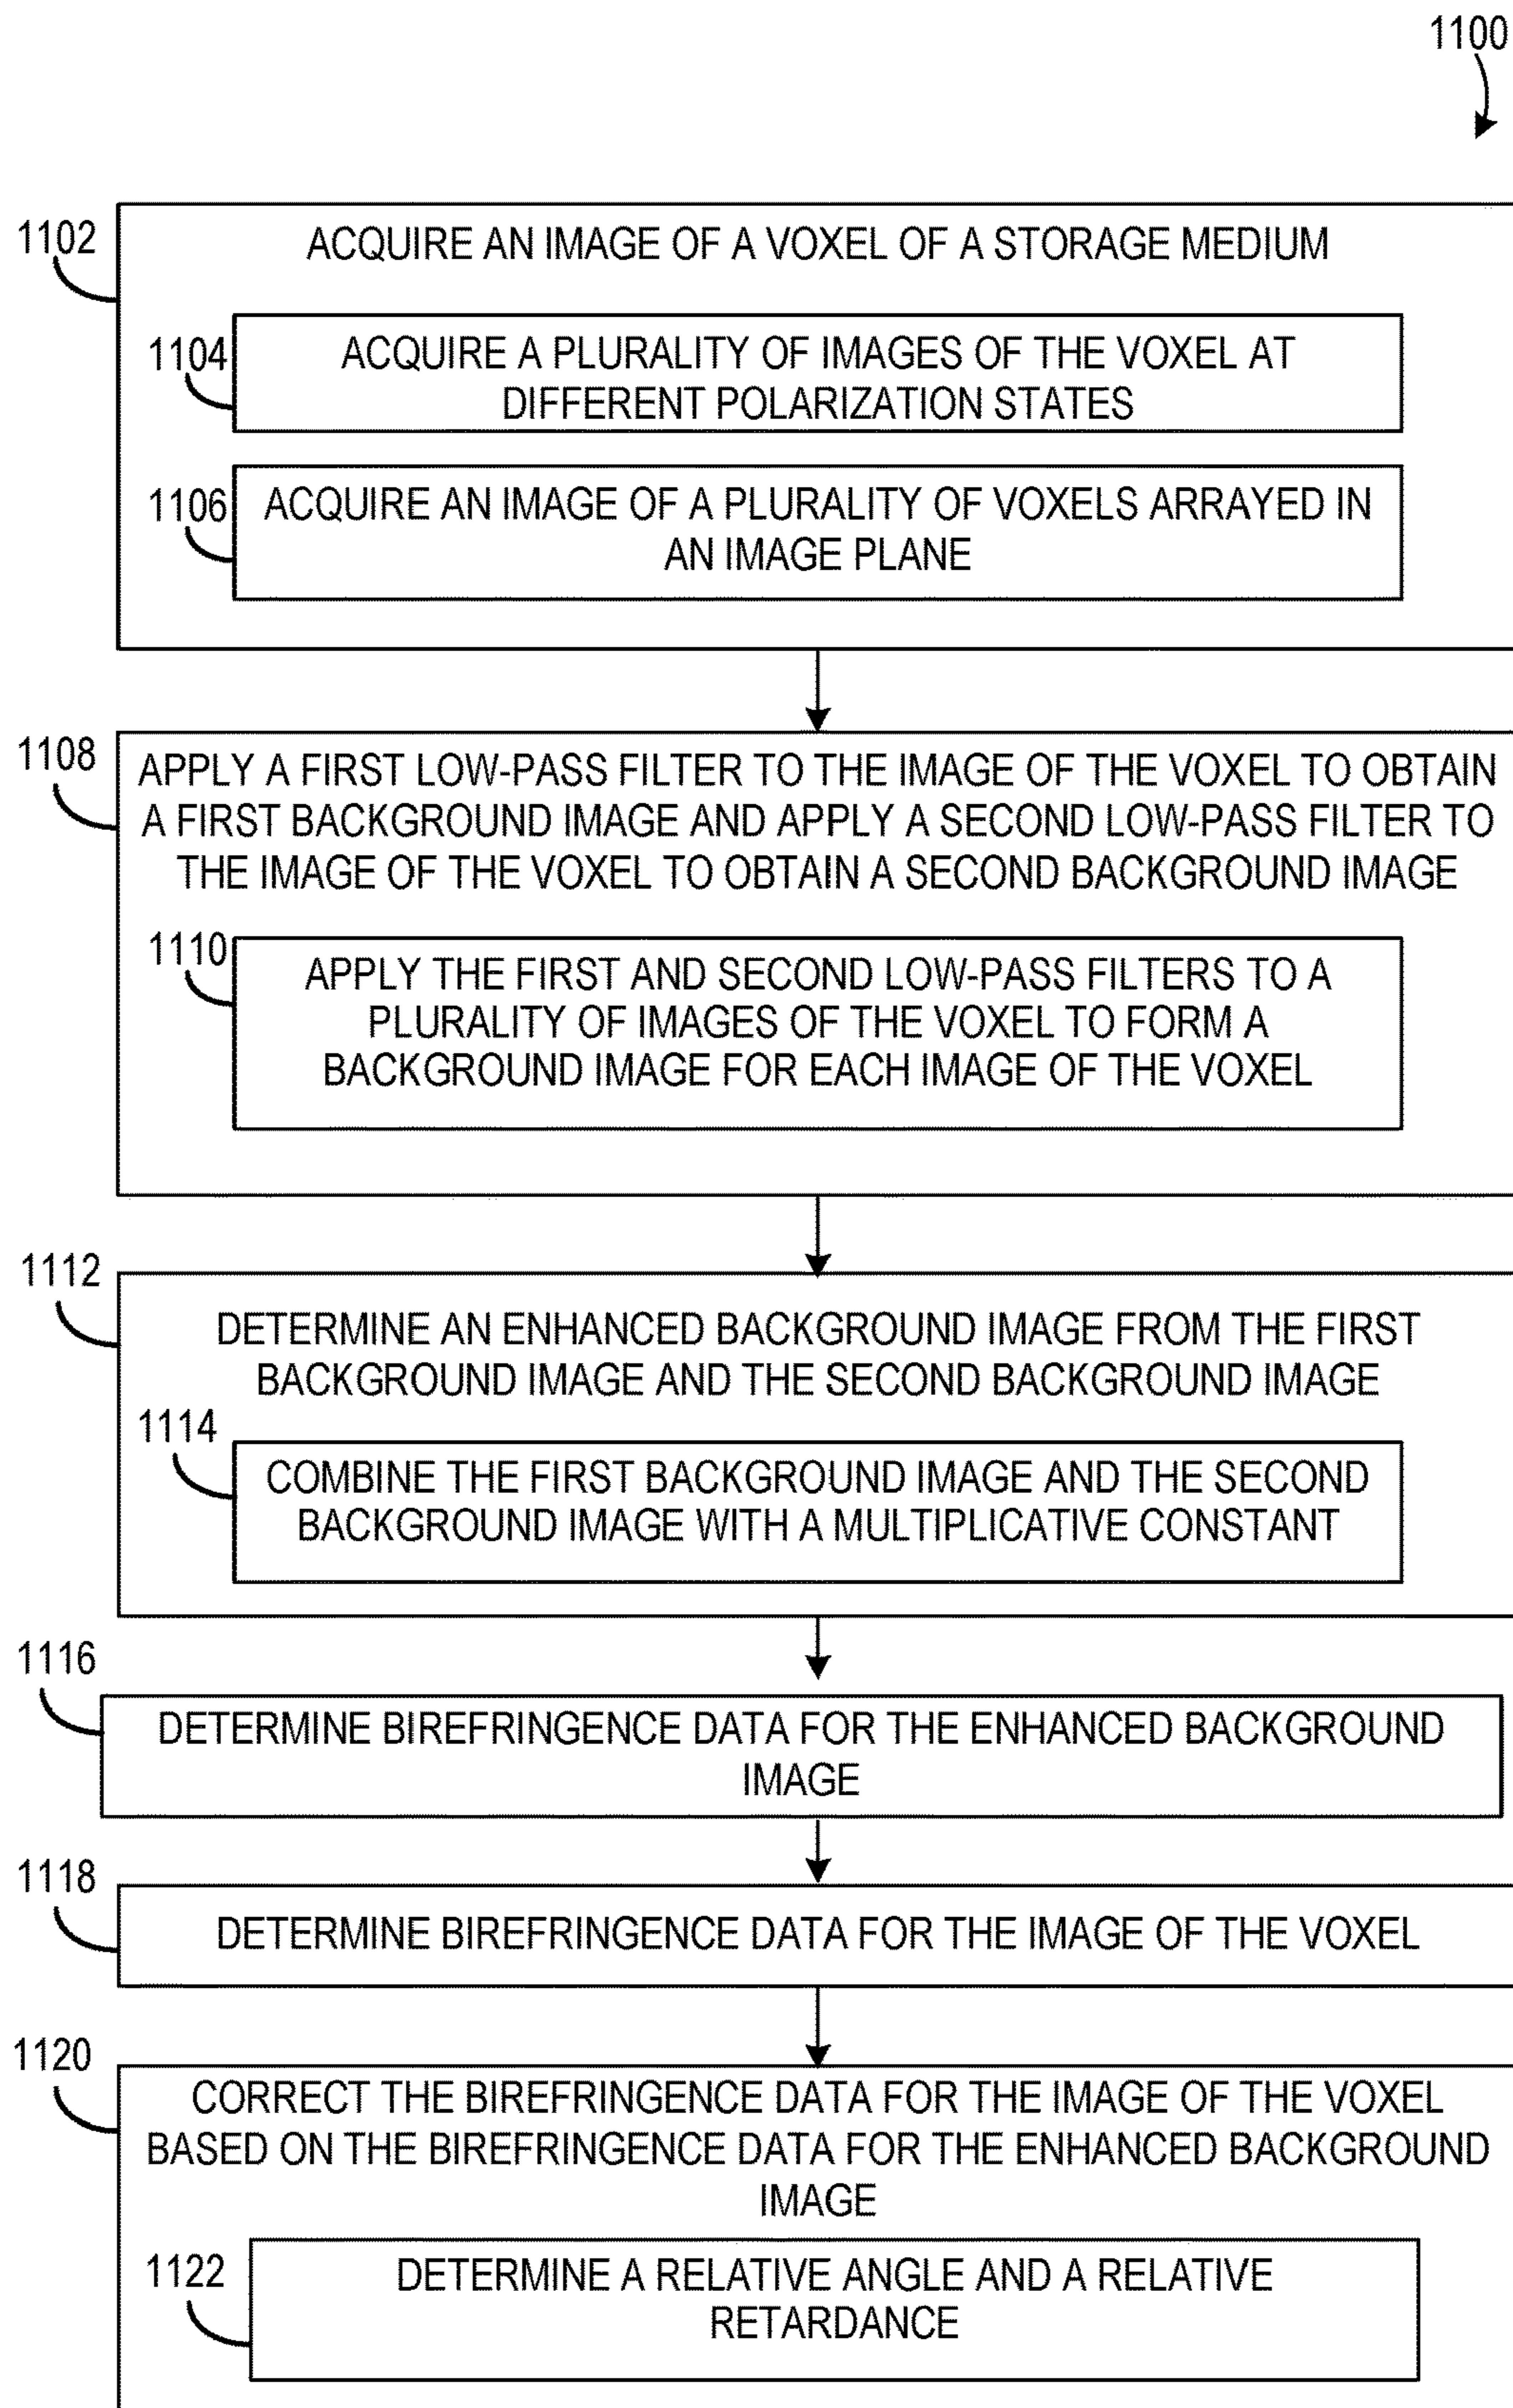 1100
1102
ACQUIRE AN IMAGE OF A VOXEL OF A STORAGE MEDIUM
1104
ACQUIRE A PLURALITY OF IMAGES OF THE VOXEL AT
DIFFERENT POLARIZATION STATES
1106
ACQUIRE AN IMAGE OF A PLURALITY OF VOXELS ARRAYED IN
AN IMAGE PLANE
1108
APPLY A FIRST LOW-PASS FILTER TO THE IMAGE OF THE VOXEL TO OBTAIN
A FIRST BACKGROUND IMAGE AND APPLY A SECOND LOW-PASS FILTER TO
THE IMAGE OF THE VOXEL TO OBTAIN A SECOND BACKGROUND IMAGE
1110
APPLY THE FIRST AND SECOND LOW-PASS FILTERS TO A
PLURALITY OF IMAGES OF THE VOXEL TO FORM A
BACKGROUND IMAGE FOR EACH IMAGE OF THE VOXEL
1112
DETERMINE AN ENHANCED BACKGROUND IMAGE FROM THE FIRST
BACKGROUND IMAGE AND THE SECOND BACKGROUND IMAGE
1114
COMBINE THE FIRST BACKGROUND IMAGE AND THE SECOND
BACKGROUND IMAGE WITH A MULTIPLICATIVE CONSTANT
1116
DETERMINE BIREFRINGENCE DATA FOR THE ENHANCED BACKGROUND
IMAGE
1118
DETERMINE BIREFRINGENCE DATA FOR THE IMAGE OF THE VOXEL
1120
CORRECT THE BIREFRINGENCE DATA FOR THE IMAGE OF THE VOXEL
BASED ON THE BIREFRINGENCE DATA FOR THE ENHANCED BACKGROUND
IMAGE
1122
DETERMINE A RELATIVE ANGLE AND A RELATIVE
RETARDANCE